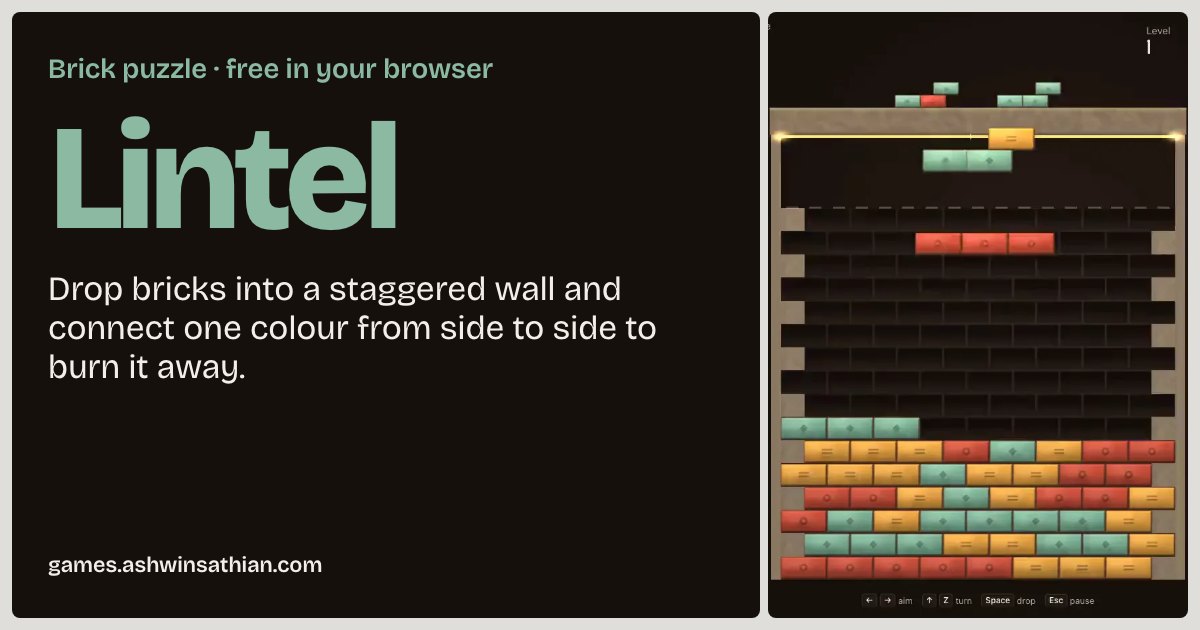 Brick puzzle · free in your browser
Lintel
Drop bricks into a staggered wall and
connect one colour from side to side to
burn it away.
games.ashwinsathian.com
Level
1
← → aim ↑ Z turn Space drop Esc pause